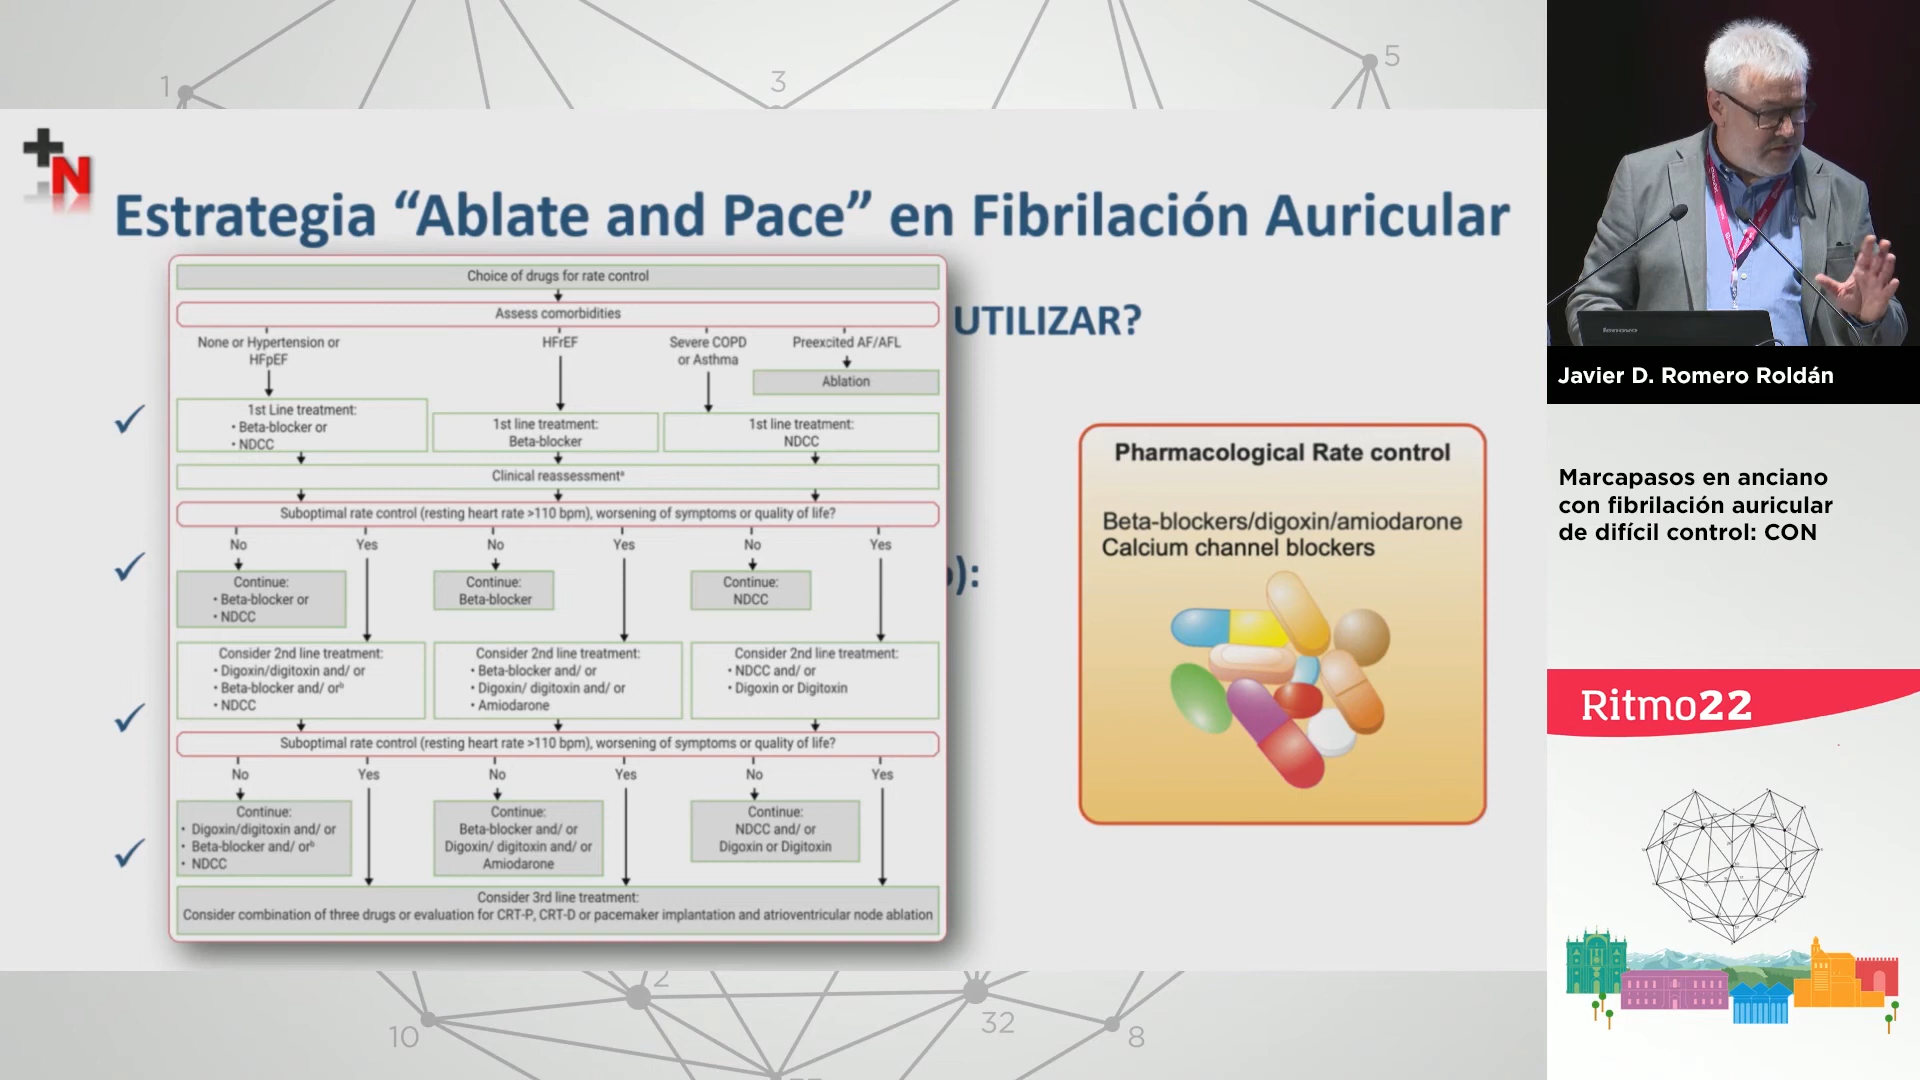 1
3
5
N
Estrategia “Ablate and Pace” en Fibrilación Auricular
UTILIZAR?
):
Choice of drugs for rate control
Assess comorbidities
None or Hypertension or
HFpEF
HFrEF
Severe COPD
or Asthma
Preexcited AF/AFL
Ablation
1st Line treatment:
• Beta-blocker or
• NDCC
1st line treatment:
Beta-blocker
1st line treatment:
NDCC
Clinical reassessmentᵃ
Suboptimal rate control (resting heart rate >110 bpm), worsening of symptoms or quality of life?
No
Yes
No
Yes
No
Yes
Continue:
• Beta-blocker or
• NDCC
Continue:
Beta-blocker
Continue:
NDCC
Consider 2nd line treatment:
• Digoxin/digitoxin and/ or
• Beta-blocker and/ orᵇ
• NDCC
Consider 2nd line treatment:
• Beta-blocker and/ or
• Digoxin/ digitoxin and/ or
• Amiodarone
Consider 2nd line treatment:
• NDCC and/ or
• Digoxin or Digitoxin
Suboptimal rate control (resting heart rate >110 bpm), worsening of symptoms or quality of life?
No
Yes
No
Yes
No
Yes
Continue:
• Digoxin/digitoxin and/ or
• Beta-blocker and/ orᵇ
• NDCC
Continue:
Beta-blocker and/ or
Digoxin/ digitoxin and/ or
Amiodarone
Continue:
NDCC and/ or
Digoxin or Digitoxin
Consider 3rd line treatment:
Consider combination of three drugs or evaluation for CRT-P, CRT-D or pacemaker implantation and atrioventricular node ablation
Pharmacological Rate control
Beta-blockers/digoxin/amiodarone
Calcium channel blockers
2
10
32
8
lenovo
Javier D. Romero Roldán
Marcapasos en anciano
con fibrilación auricular
de difícil control: CON
Ritmo22